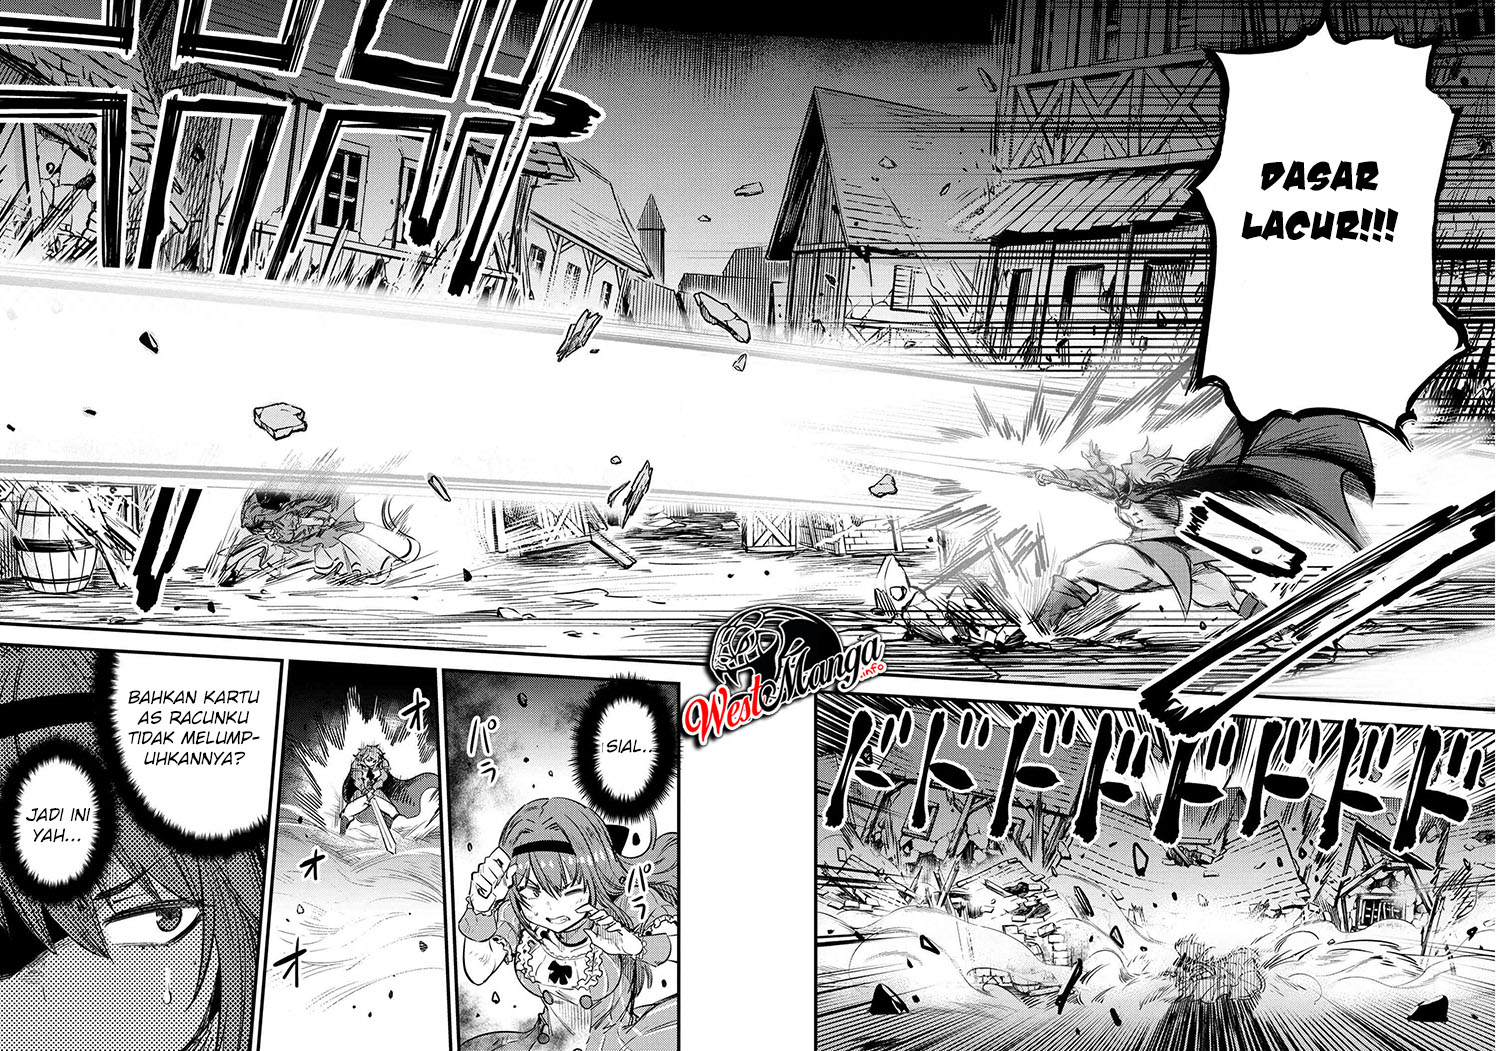 DASAR
LACUR!!!
ドドドドドドドド
SIAL...
パラ
パラ
オ
オ
オ
BAHKAN KARTU
AS RACUNKU
TIDAK MELUMP-
UHKANNYA?
JADI INI
YAH...
WestManga
.info